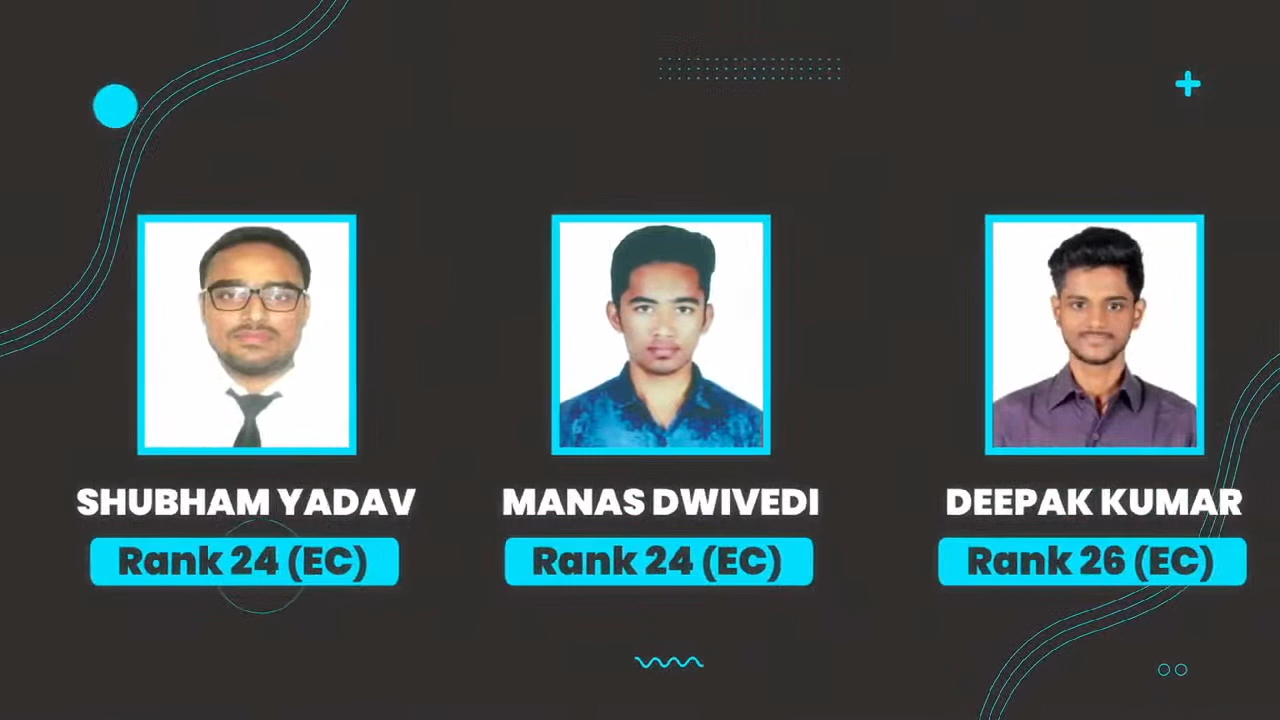 SHUBHAM YADAV
Rank 24 (EC)
MANAS DWIVEDI
Rank 24 (EC)
DEEPAK KUMAR
Rank 26 (EC)